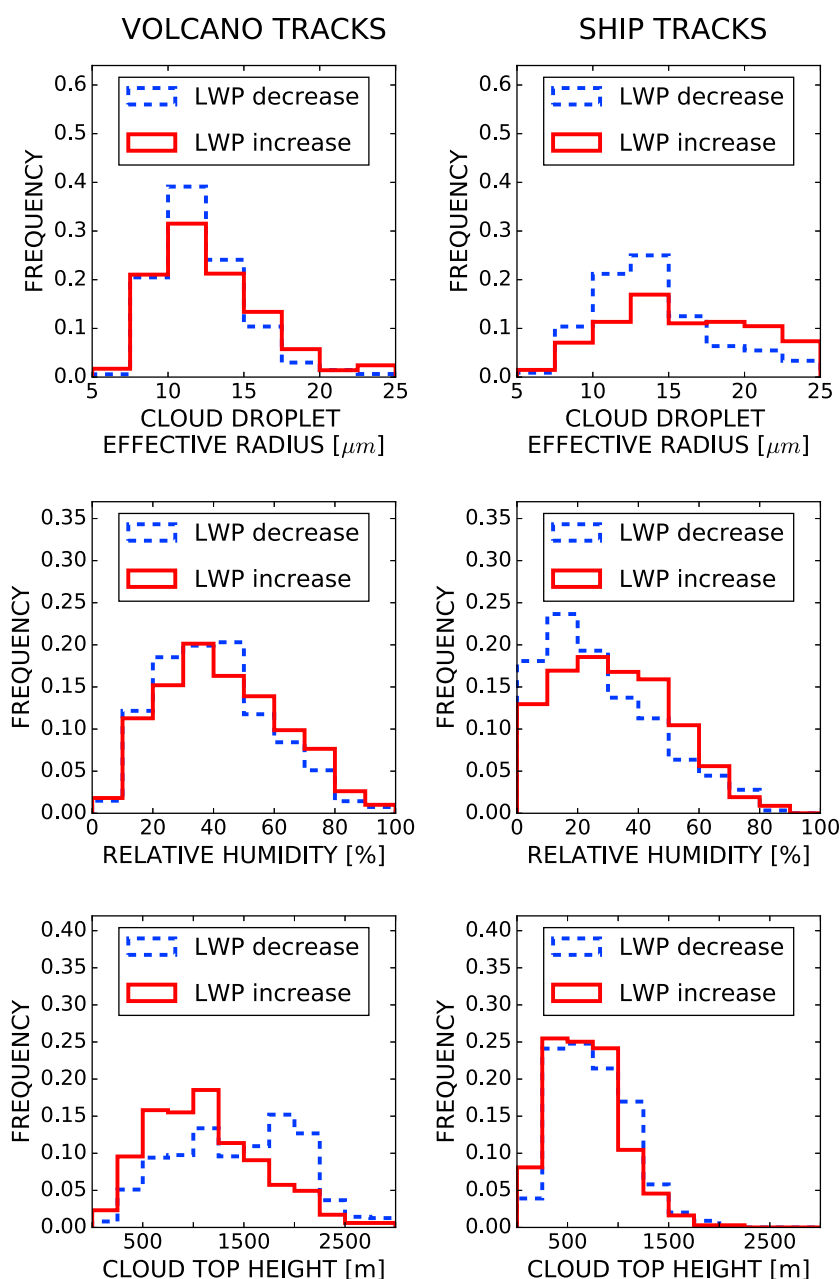 VOLCANO TRACKS
SHIP TRACKS
0.6
0.5
0.4
0.3
0.2
0.1
0.0
FREQUENCY
LWP decrease
LWP increase
5 10 15 20 25
CLOUD DROPLET
EFFECTIVE RADIUS [μm]
0.6
0.5
0.4
0.3
0.2
0.1
0.0
FREQUENCY
LWP decrease
LWP increase
5 10 15 20 25
CLOUD DROPLET
EFFECTIVE RADIUS [μm]
0.35
0.30
0.25
0.20
0.15
0.10
0.05
0.00
FREQUENCY
LWP decrease
LWP increase
0 20 40 60 80 100
RELATIVE HUMIDITY [%]
0.35
0.30
0.25
0.20
0.15
0.10
0.05
0.00
FREQUENCY
LWP decrease
LWP increase
0 20 40 60 80 100
RELATIVE HUMIDITY [%]
0.40
0.35
0.30
0.25
0.20
0.15
0.10
0.05
0.00
FREQUENCY
LWP decrease
LWP increase
500 1500 2500
CLOUD TOP HEIGHT [m]
0.40
0.35
0.30
0.25
0.20
0.15
0.10
0.05
0.00
FREQUENCY
LWP decrease
LWP increase
500 1500 2500
CLOUD TOP HEIGHT [m]